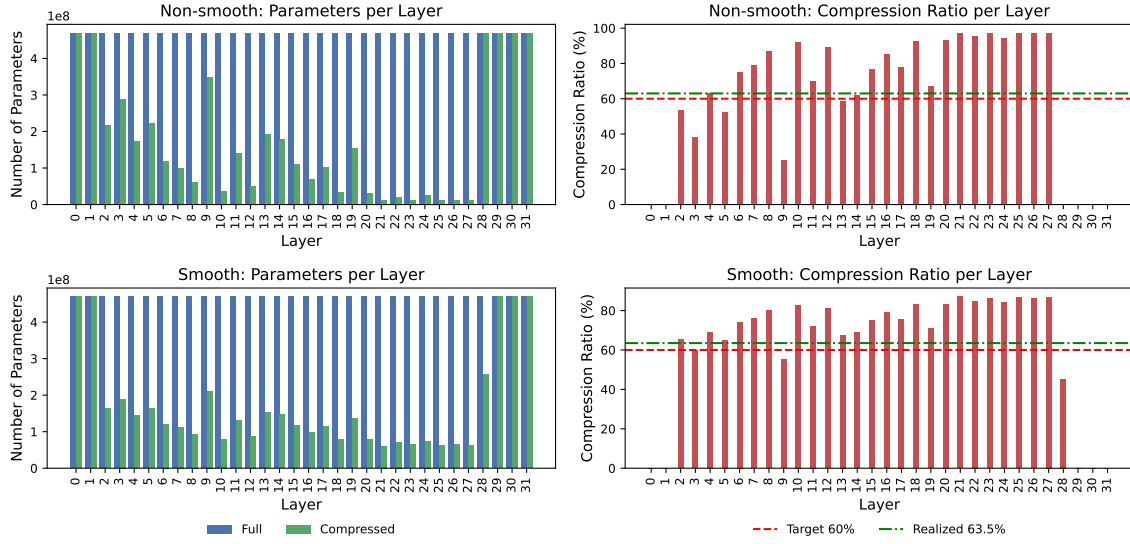 Non-smooth: Parameters per Layer
1e8
Number of Parameters
4
2
0
0 1 2 3 4 5 6 7 8 9 10 11 12 13 14 15 16 17 18 19 20 21 22 23 24 25 26 27 28 29 30 31
Layer
Non-smooth: Compression Ratio per Layer
Compression Ratio (%)
100
80
60
40
20
0
0 1 2 3 4 5 6 7 8 9 10 11 12 13 14 15 16 17 18 19 20 21 22 23 24 25 26 27 28 29 30 31
Layer
Smooth: Parameters per Layer
1e8
Number of Parameters
4
3
2
1
0
0 1 2 3 4 5 6 7 8 9 10 11 12 13 14 15 16 17 18 19 20 21 22 23 24 25 26 27 28 29 30 31
Layer
Full
Compressed
Smooth: Compression Ratio per Layer
Compression Ratio (%)
80
60
40
20
0
0 1 2 3 4 5 6 7 8 9 10 11 12 13 14 15 16 17 18 19 20 21 22 23 24 25 26 27 28 29 30 31
Layer
Target 60%
Realized 63.5%